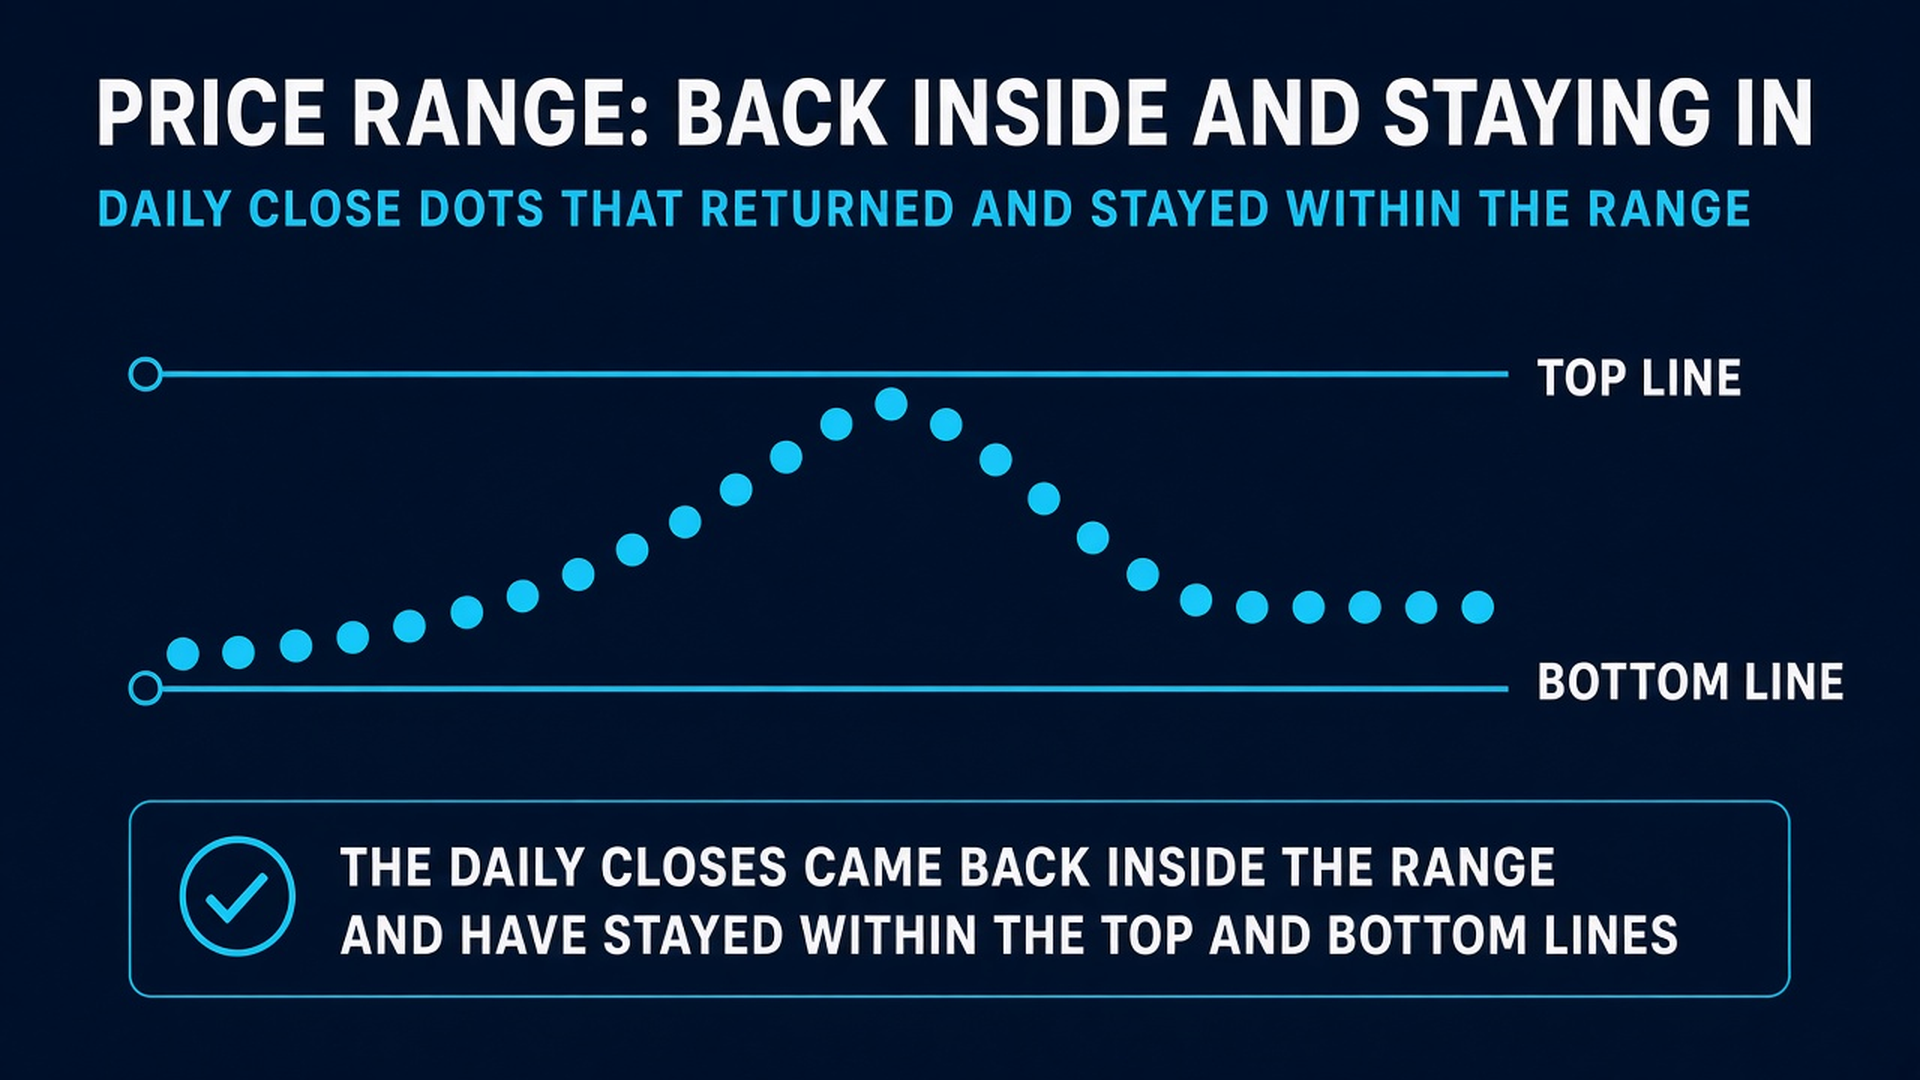 PRICE RANGE: BACK INSIDE AND STAYING IN
DAILY CLOSE DOTS THAT RETURNED AND STAYED WITHIN THE RANGE
TOP LINE
BOTTOM LINE
THE DAILY CLOSES CAME BACK INSIDE THE RANGE
AND HAVE STAYED WITHIN THE TOP AND BOTTOM LINES